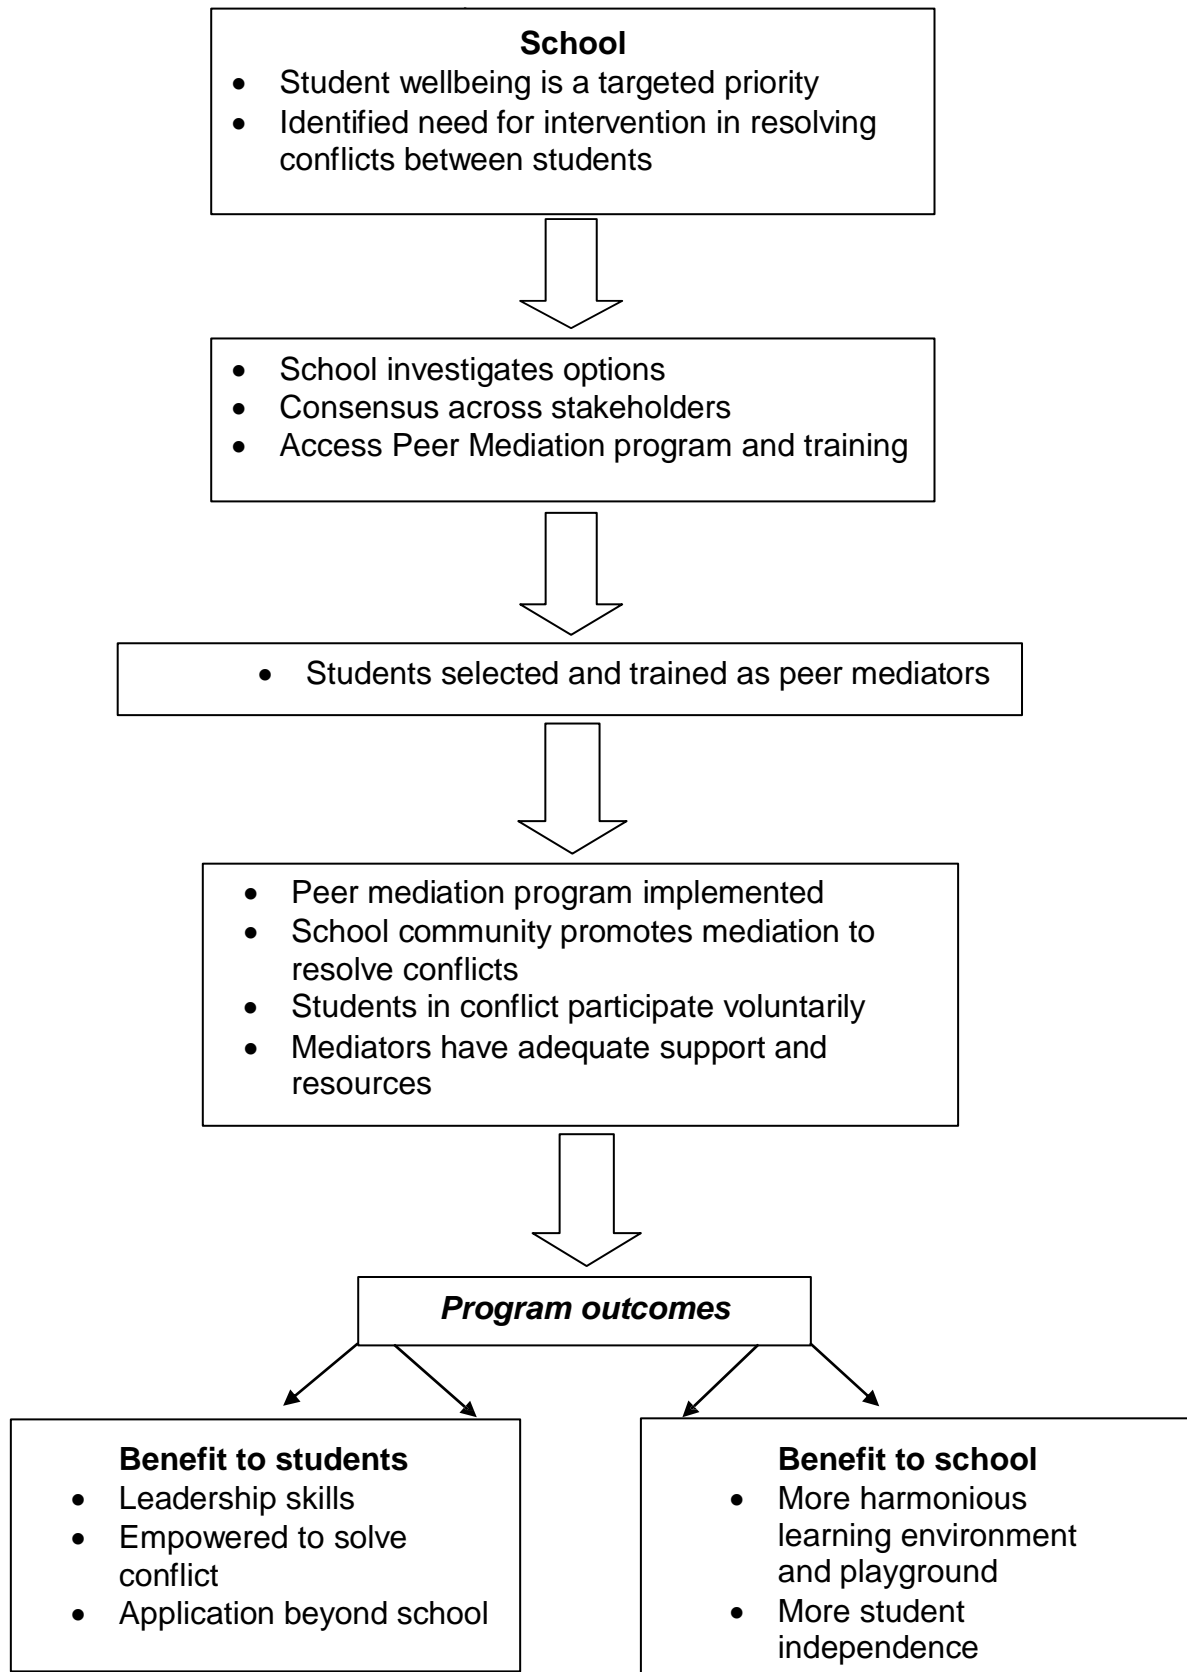 School
• Student wellbeing is a targeted priority
• Identified need for intervention in resolving
conflicts between students
• School investigates options
• Consensus across stakeholders
• Access Peer Mediation program and training
• Students selected and trained as peer mediators
• Peer mediation program implemented
• School community promotes mediation to
resolve conflicts
• Students in conflict participate voluntarily
• Mediators have adequate support and
resources
Program outcomes
Benefit to students
• Leadership skills
• Empowered to solve
conflict
• Application beyond school
Benefit to school
• More harmonious
learning environment
and playground
• More student
independence